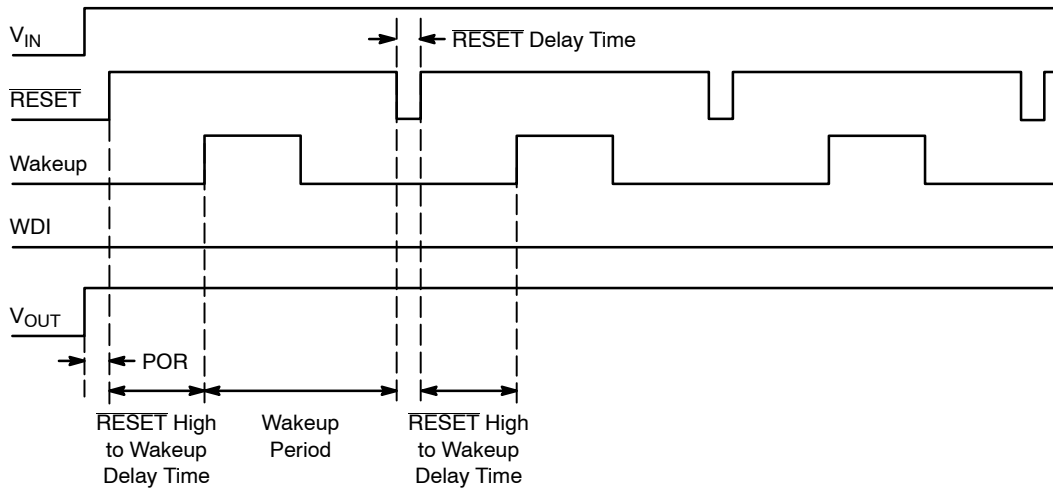 V_IN
RESET Delay Time
RESET
Wakeup
WDI
V_OUT
POR
RESET High
to Wakeup
Delay Time
Wakeup
Period
RESET High
to Wakeup
Delay Time